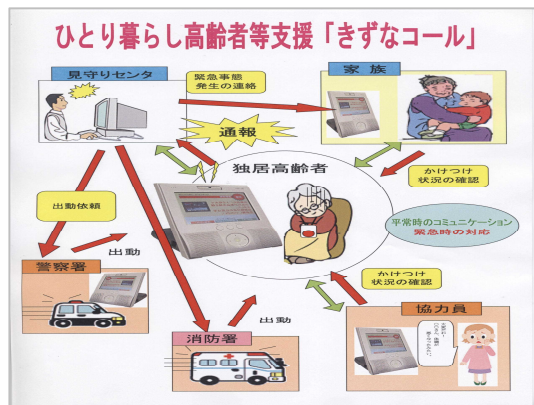 ひとり暮らし高齢者等支援「きずなコール」
見守りセンタ
緊急事態
発生の連絡
家族
通報
独居高齢者
かけつけ
状況の確認
出動依頼
平常時のコミュニケーション
緊急時の対応
出動
警察署
かけつけ
状況の確認
出動
協力員
消防署